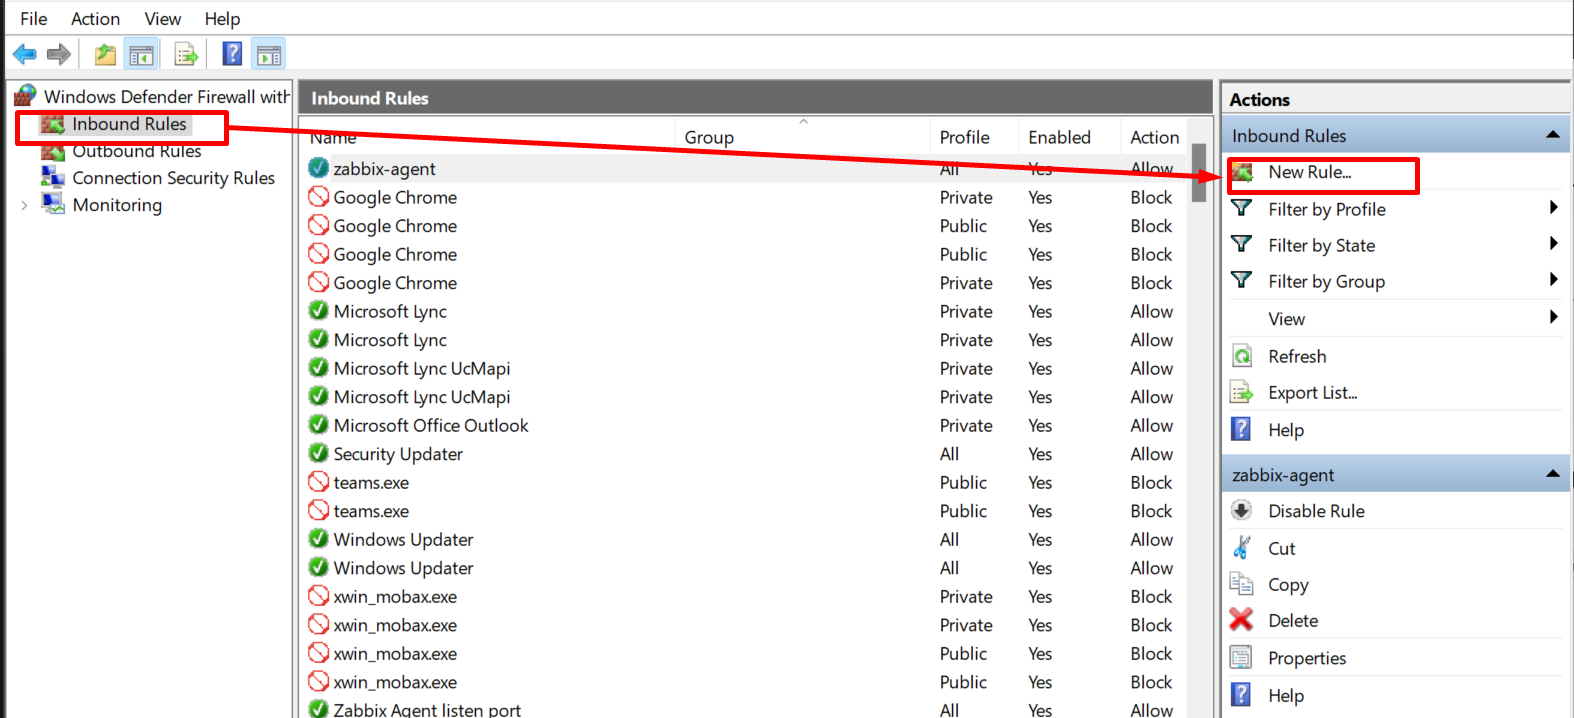 File Action View Help
Windows Defender Firewall with
Inbound Rules
Outbound Rules
Connection Security Rules
Monitoring
Inbound Rules
Name Group Profile Enabled Action
zabbix-agent All Yes Allow
Google Chrome Private Yes Block
Google Chrome Public Yes Block
Google Chrome Public Yes Block
Google Chrome Private Yes Block
Microsoft Lync Private Yes Allow
Microsoft Lync Private Yes Allow
Microsoft Lync UcMapi Private Yes Allow
Microsoft Lync UcMapi Private Yes Allow
Microsoft Office Outlook Private Yes Allow
Security Updater All Yes Allow
teams.exe Public Yes Block
teams.exe Public Yes Block
Windows Updater All Yes Allow
Windows Updater All Yes Allow
xwin_mobax.exe Private Yes Block
xwin_mobax.exe Private Yes Block
xwin_mobax.exe Public Yes Block
xwin_mobax.exe Public Yes Block
Zabbix Agent listen port All Yes Allow
Actions
Inbound Rules
New Rule...
Filter by Profile
Filter by State
Filter by Group
View
Refresh
Export List...
Help
zabbix-agent
Disable Rule
Cut
Copy
Delete
Properties
Help